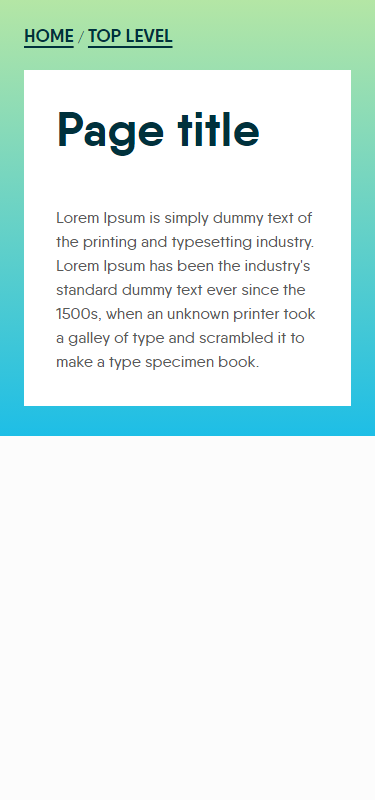 HOME / TOP LEVEL
Page title
Lorem Ipsum is simply dummy text of
the printing and typesetting industry.
Lorem Ipsum has been the industry's
standard dummy text ever since the
1500s, when an unknown printer took
a galley of type and scrambled it to
make a type specimen book.